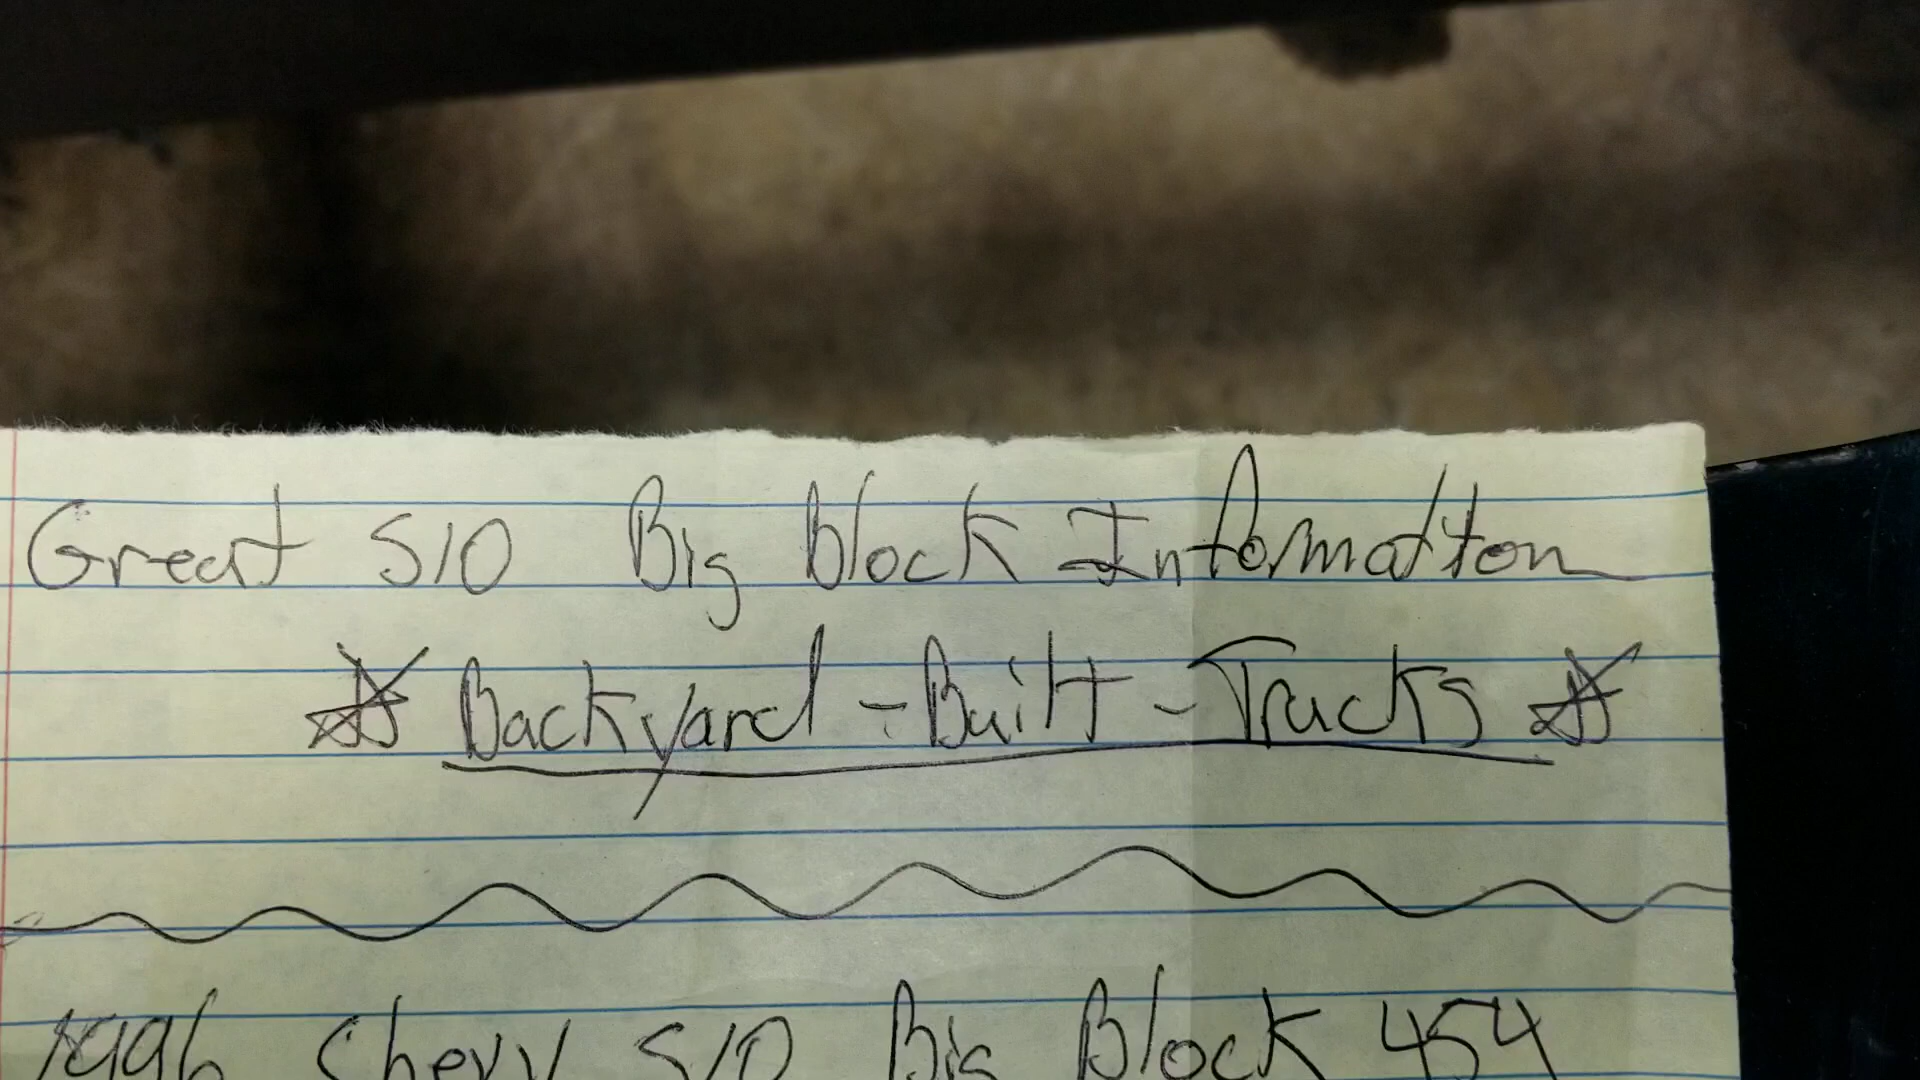 Great S10 Big Block Information
☆ Backyard - Built - Trucks ☆
1996 Chevy S10 Big Block 454